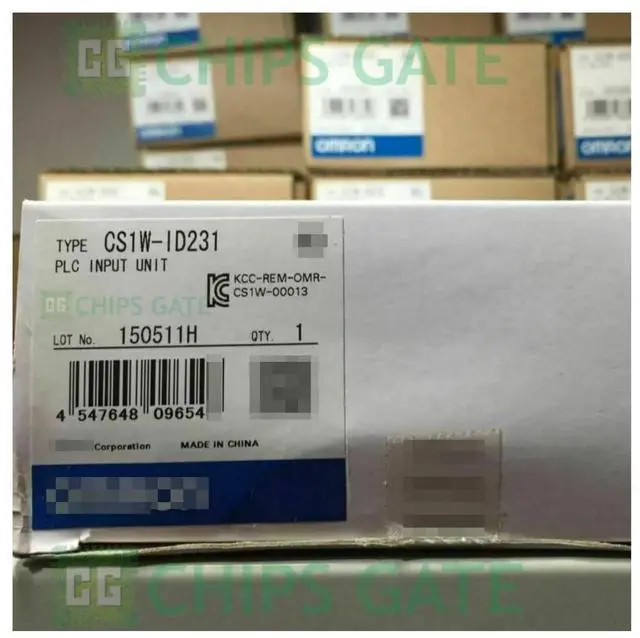 CG CHIPS GATE
OMRON
OMRON
TYPE CS1W-ID231
PLC INPUT UNIT
KCC-REM-OMR-
CS1W-00013
CG CHIPS GATE
LOT No. 150511H QTY. 1
4 547648 09654
Corporation MADE IN CHINA
CG CHIPS GATE